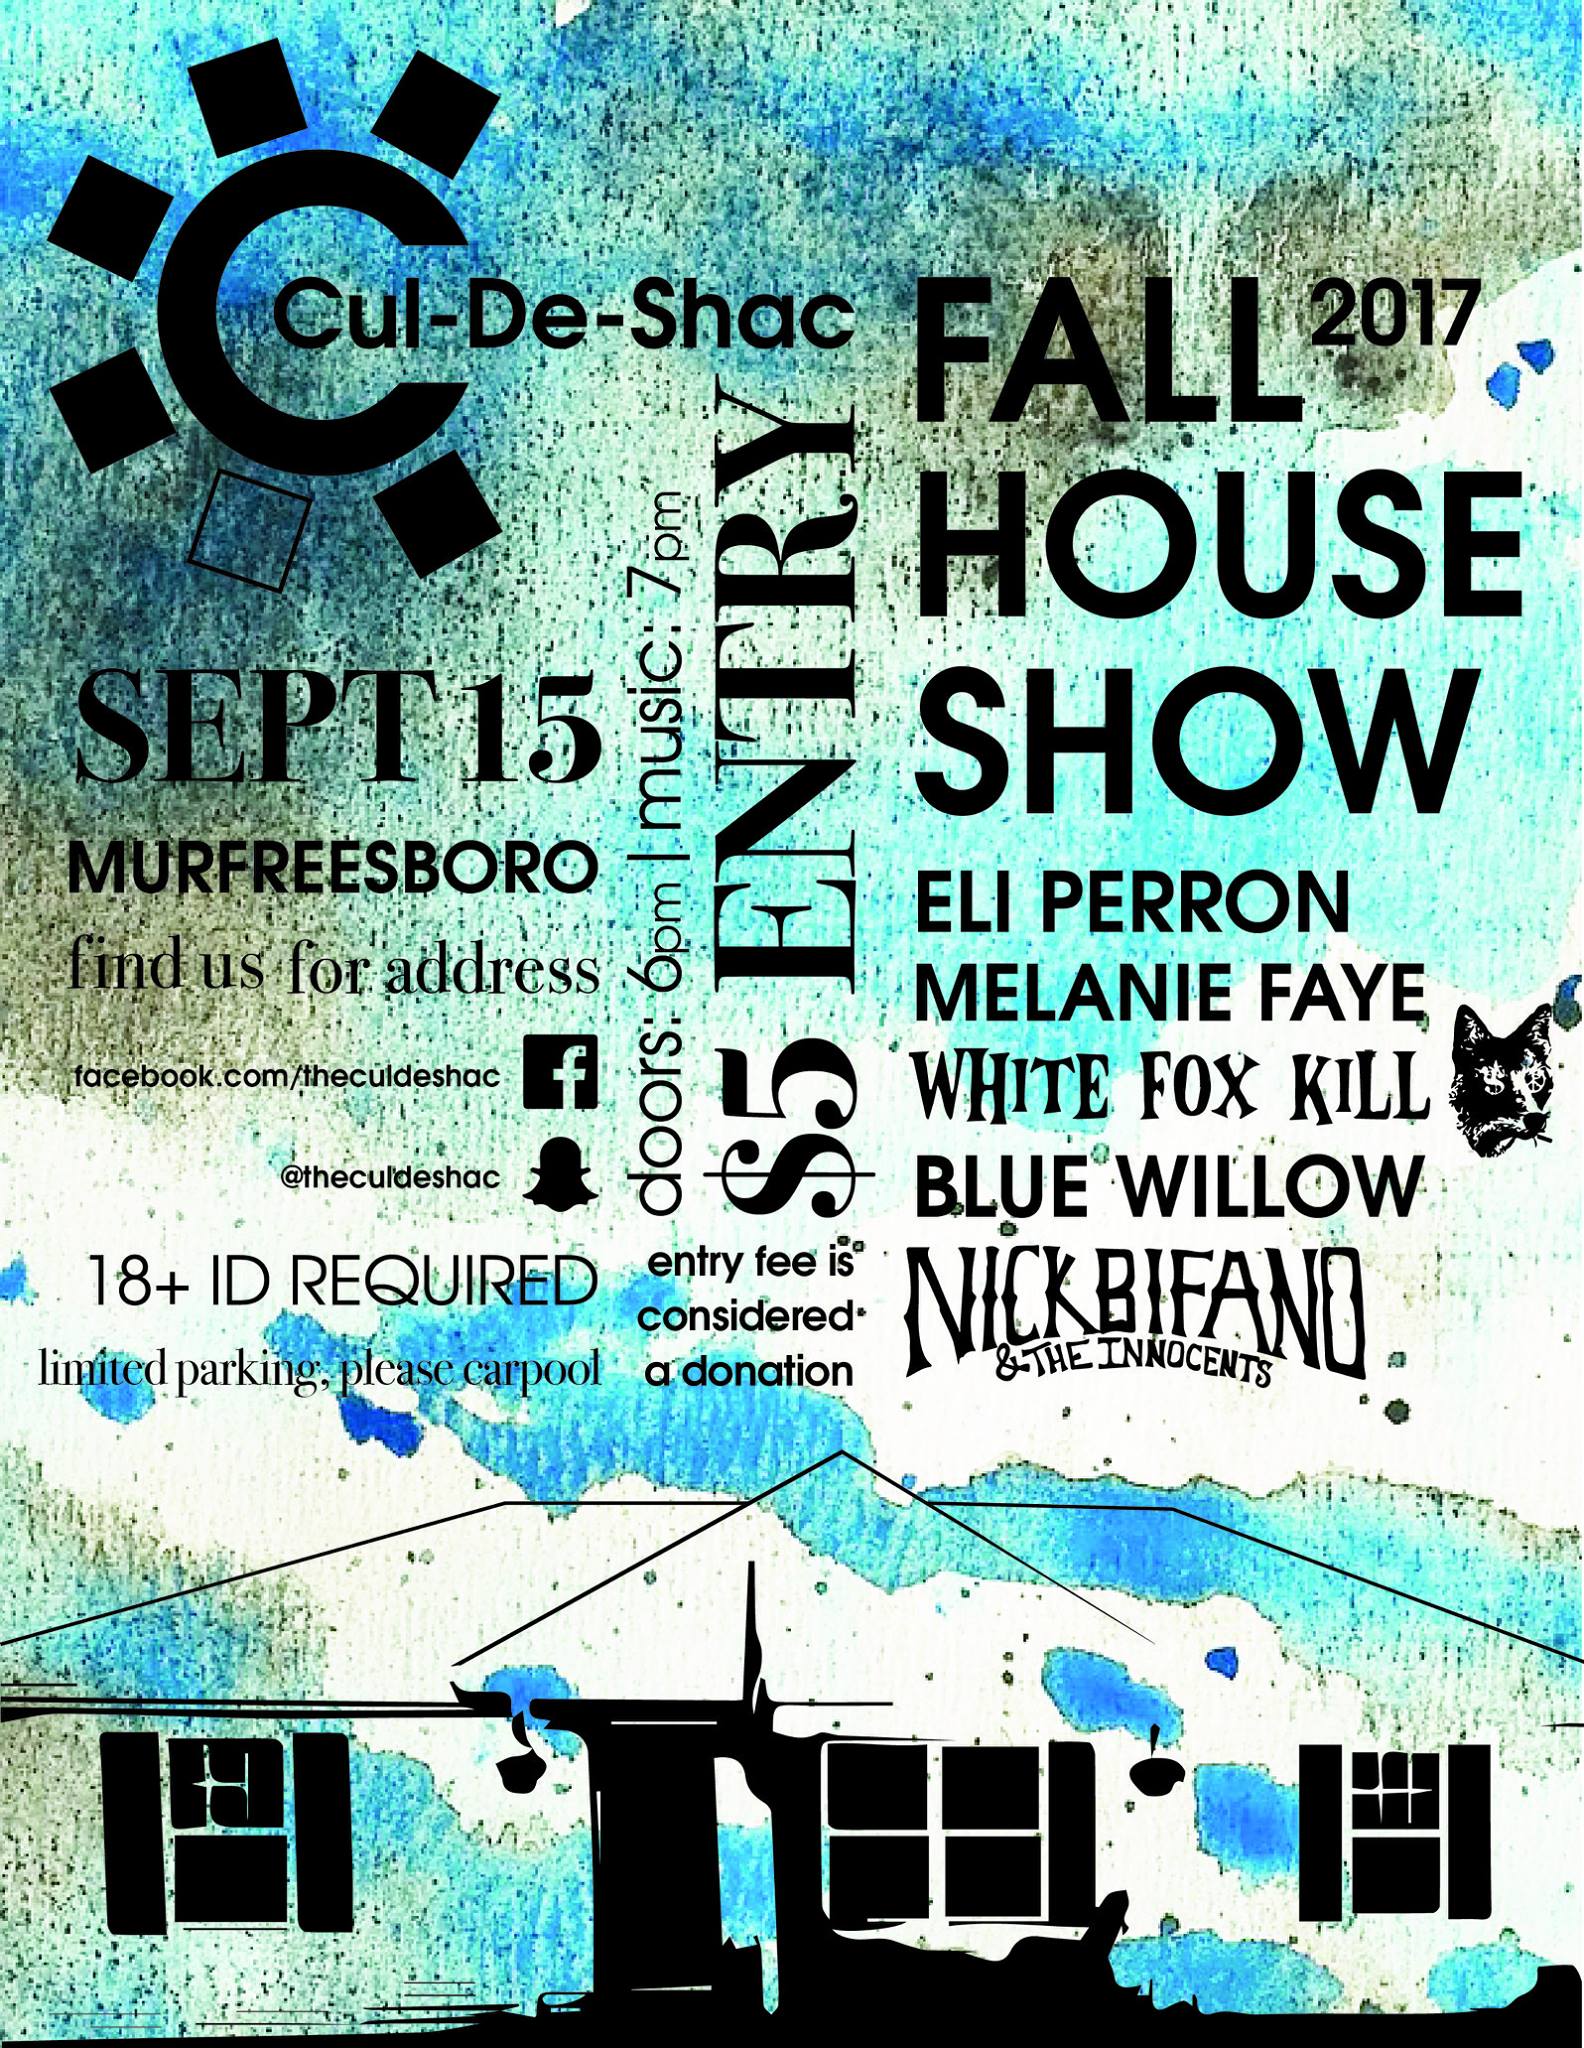 Cul-De-Shac
FALL 2017
HOUSE
SHOW
SEPT 15
MURFREESBORO
find us for address
facebook.com/theculdeshac
@theculdeshac
18+ ID REQUIRED
limited parking; please carpool
doors: 6pm | music: 7pm
$5 ENTRY
entry fee is
considered
a donation
ELI PERRON
MELANIE FAYE
WHITE FOX KILL
BLUE WILLOW
NICK BIFANO
& THE INNOCENTS